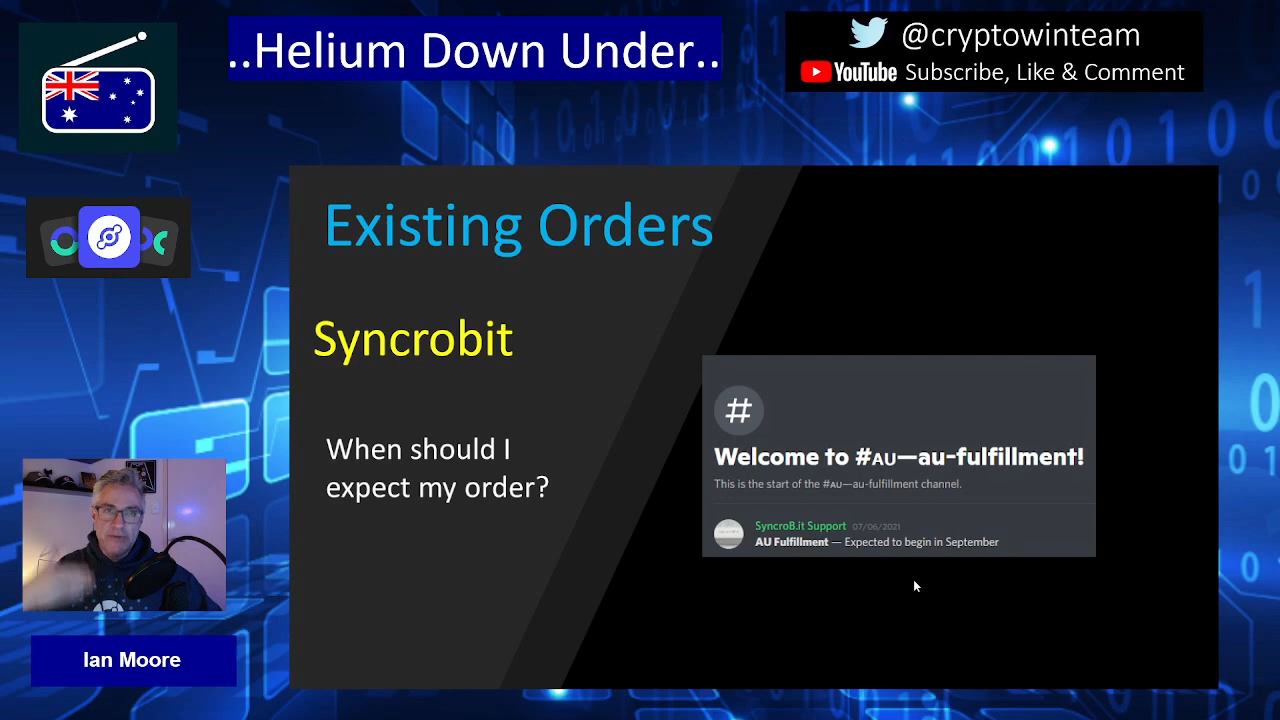 ..Helium Down Under..
@cryptowinteam
YouTube Subscribe, Like & Comment
Existing Orders
Syncrobit
When should I
expect my order?
#
Welcome to #AU—au-fulfillment!
This is the start of the #AU—au-fulfillment channel.
SyncroB.it Support 07/06/2021
AU Fulfillment — Expected to begin in September
Ian Moore